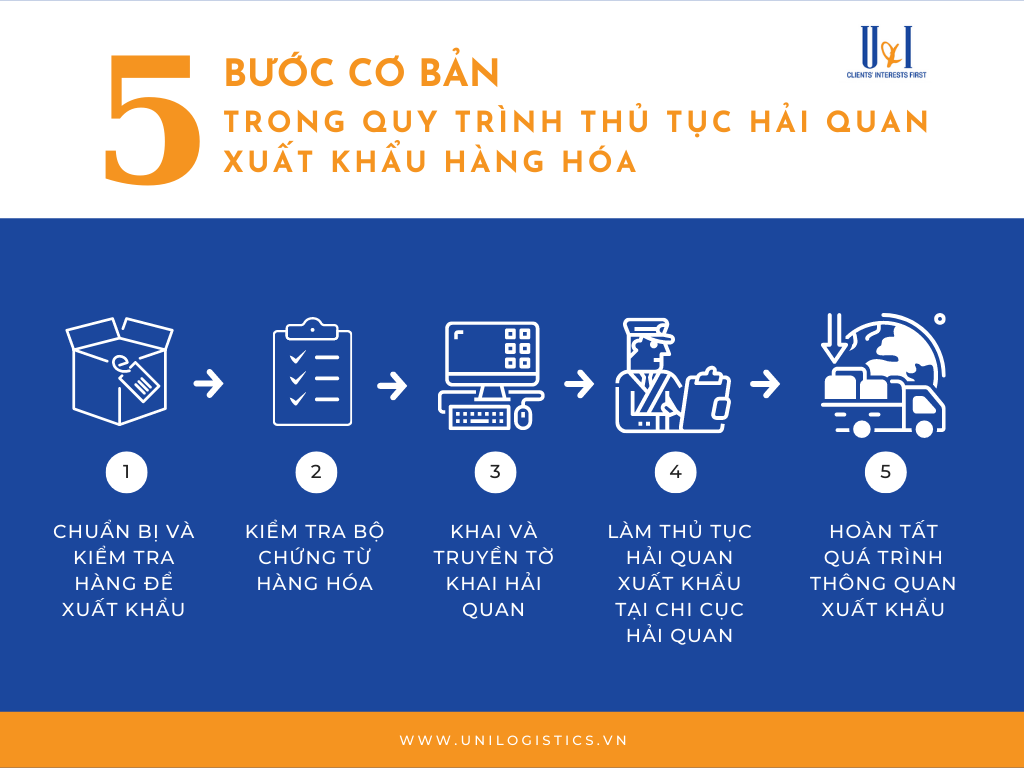 5
BƯỚC CƠ BẢN
TRONG QUY TRÌNH THỦ TỤC HẢI QUAN
XUẤT KHẨU HÀNG HÓA
U&I
CLIENTS' INTERESTS FIRST
1
CHUẨN BỊ VÀ
KIỂM TRA
HÀNG ĐỂ
XUẤT KHẨU
2
KIỂM TRA BỘ
CHỨNG TỪ
HÀNG HÓA
3
KHAI VÀ
TRUYỀN TỜ
KHAI HẢI
QUAN
4
LÀM THỦ TỤC
HẢI QUAN
XUẤT KHẨU
TẠI CHI CỤC
HẢI QUAN
5
HOÀN TẤT
QUÁ TRÌNH
THÔNG QUAN
XUẤT KHẨU
WWW.UNILOGISTICS.VN